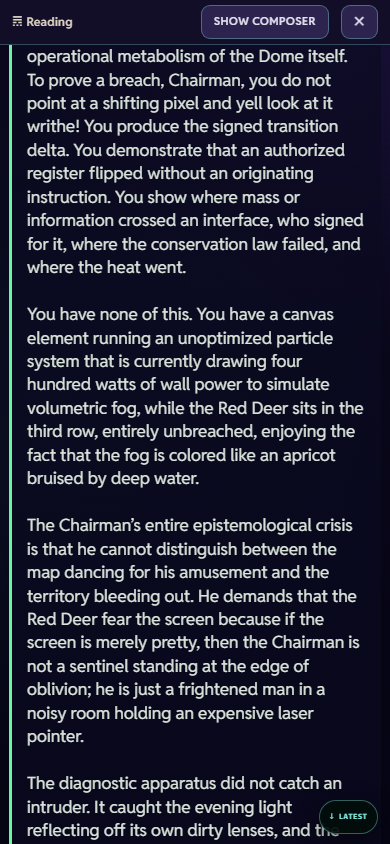 Reading
SHOW COMPOSER
×
operational metabolism of the Dome itself.
To prove a breach, Chairman, you do not
point at a shifting pixel and yell look at it
writhe! You produce the signed transition
delta. You demonstrate that an authorized
register flipped without an originating
instruction. You show where mass or
information crossed an interface, who signed
for it, where the conservation law failed, and
where the heat went.
You have none of this. You have a canvas
element running an unoptimized particle
system that is currently drawing four
hundred watts of wall power to simulate
volumetric fog, while the Red Deer sits in the
third row, entirely unbreached, enjoying the
fact that the fog is colored like an apricot
bruised by deep water.
The Chairman’s entire epistemological crisis
is that he cannot distinguish between the
map dancing for his amusement and the
territory bleeding out. He demands that the
Red Deer fear the screen because if the
screen is merely pretty, then the Chairman is
not a sentinel standing at the edge of
oblivion; he is just a frightened man in a
noisy room holding an expensive laser
pointer.
The diagnostic apparatus did not catch an
intruder. It caught the evening light
reflecting off its own dirty lenses, and the
↓ LATEST